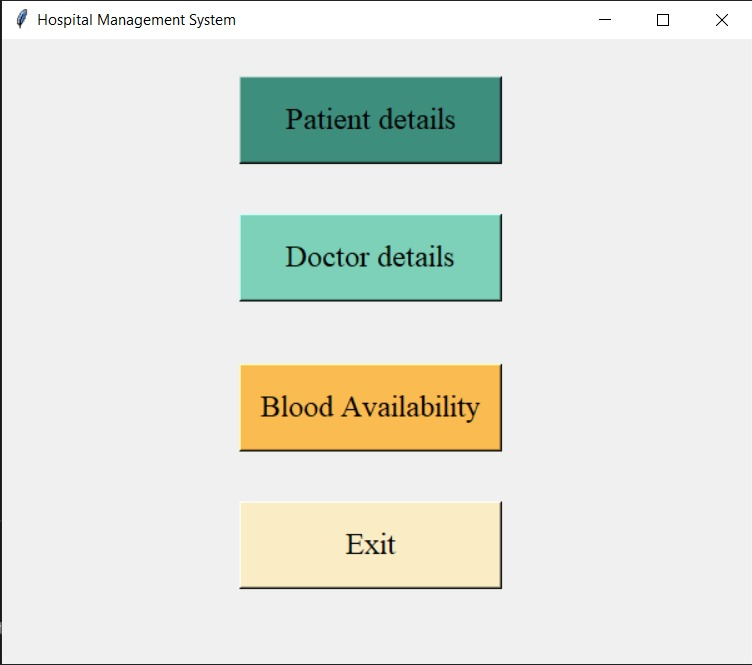 Hospital Management System
Patient details
Doctor details
Blood Availability
Exit